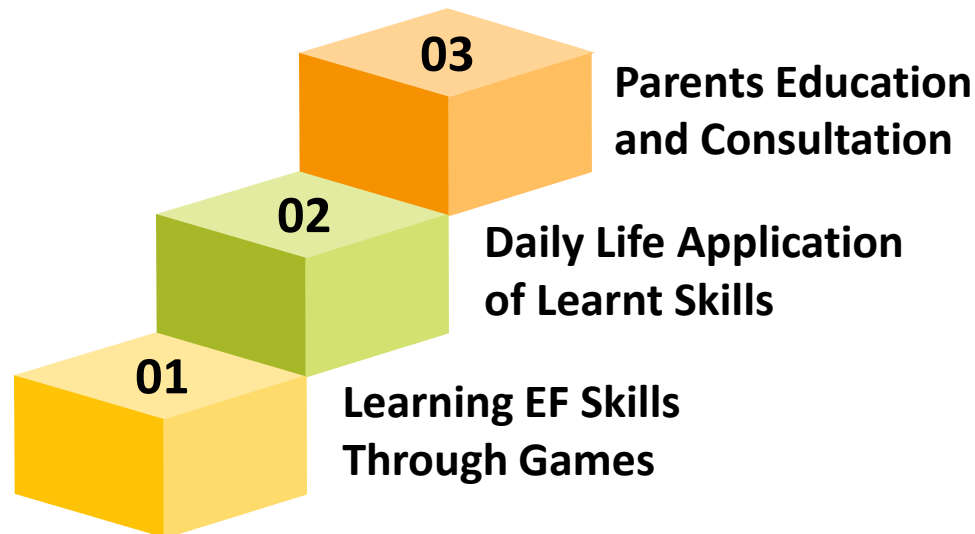 03
Parents Education
and Consultation
02
Daily Life Application
of Learnt Skills
01
Learning EF Skills
Through Games